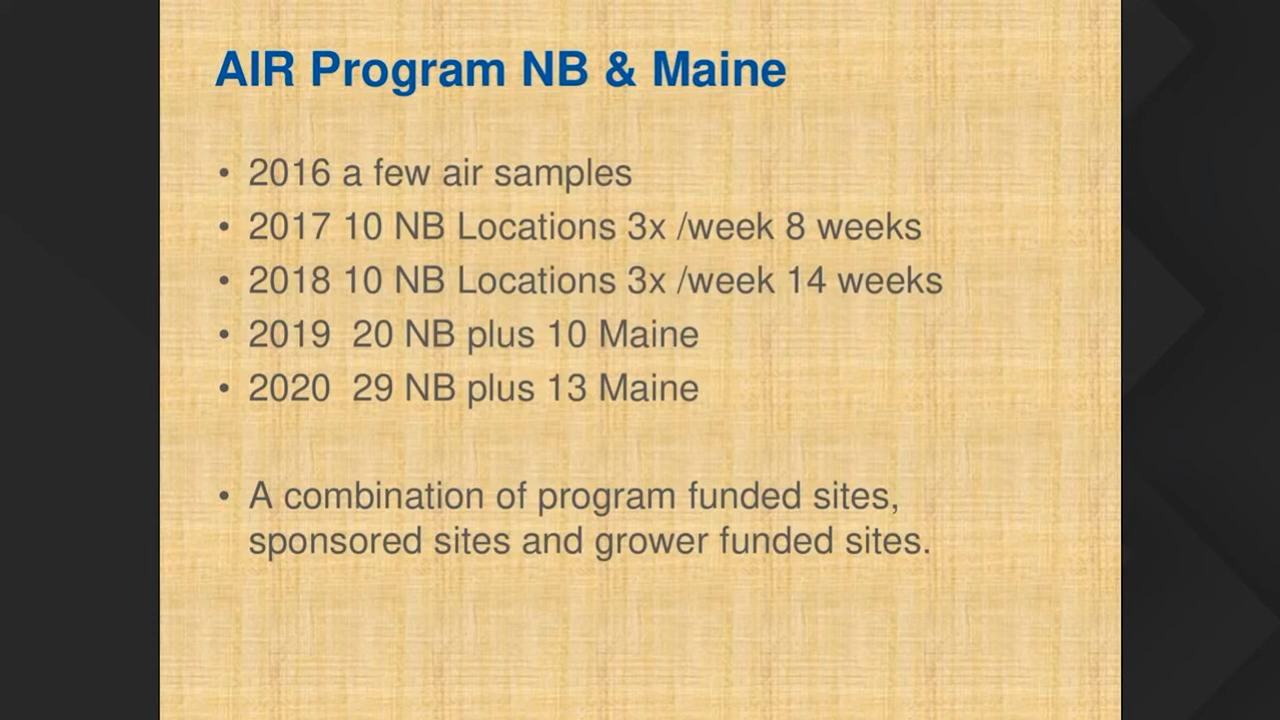 AIR Program NB & Maine
• 2016 a few air samples
• 2017 10 NB Locations 3x /week 8 weeks
• 2018 10 NB Locations 3x /week 14 weeks
• 2019  20 NB plus 10 Maine
• 2020  29 NB plus 13 Maine
• A combination of program funded sites,
sponsored sites and grower funded sites.